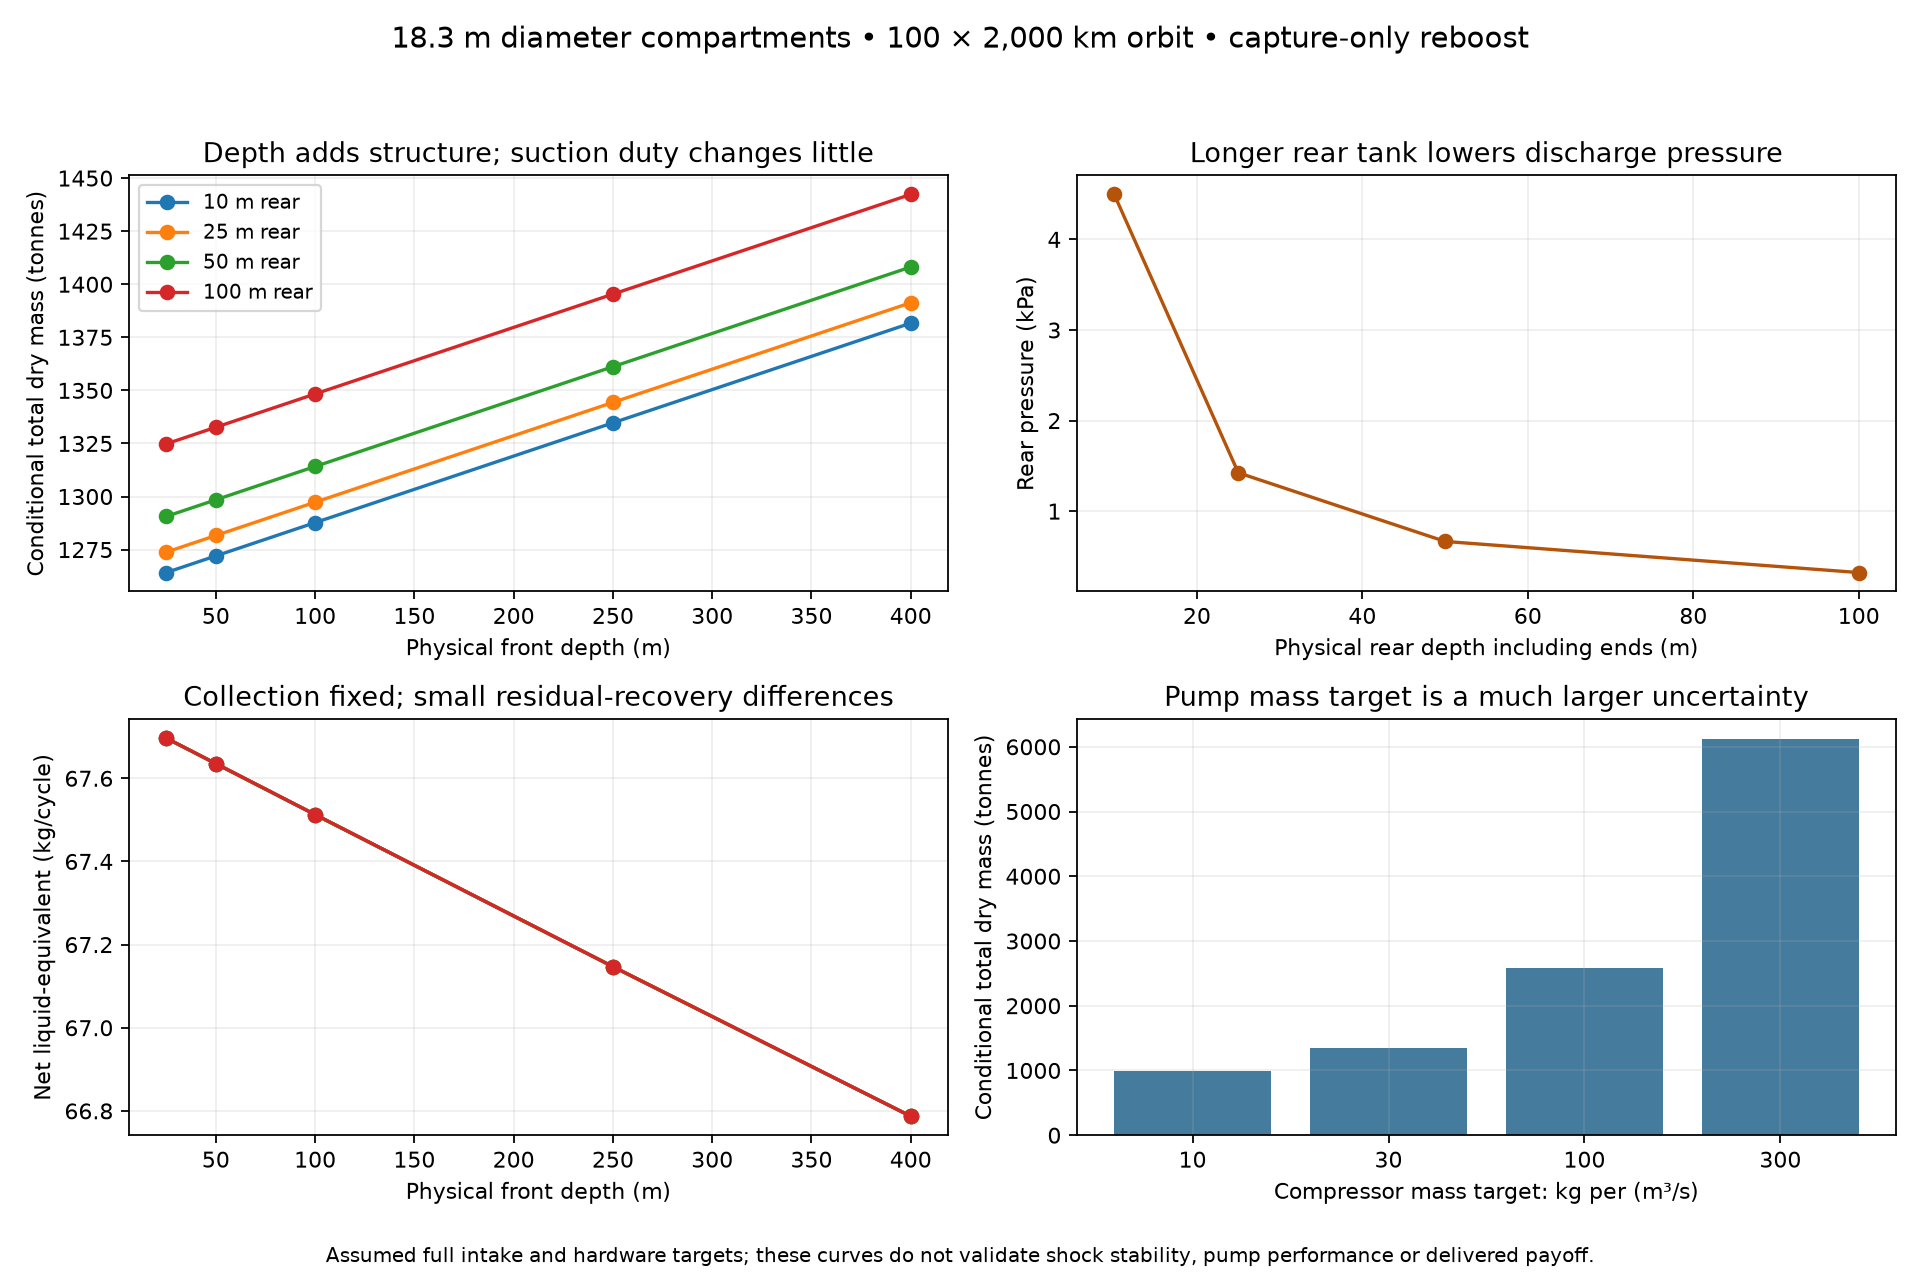 18.3 m diameter compartments • 100 × 2,000 km orbit • capture-only reboost
Depth adds structure; suction duty changes little
Conditional total dry mass (tonnes)
1450
1425
1400
1375
1350
1325
1300
1275
10 m rear
25 m rear
50 m rear
100 m rear
50 100 150 200 250 300 350 400
Physical front depth (m)
Longer rear tank lowers discharge pressure
Rear pressure (kPa)
4
3
2
1
20 40 60 80 100
Physical rear depth including ends (m)
Collection fixed; small residual-recovery differences
Net liquid-equivalent (kg/cycle)
67.6
67.4
67.2
67.0
66.8
50 100 150 200 250 300 350 400
Physical front depth (m)
Pump mass target is a much larger uncertainty
Conditional total dry mass (tonnes)
6000
5000
4000
3000
2000
1000
0
10 30 100 300
Compressor mass target: kg per (m³/s)
Assumed full intake and hardware targets; these curves do not validate shock stability, pump performance or delivered payoff.